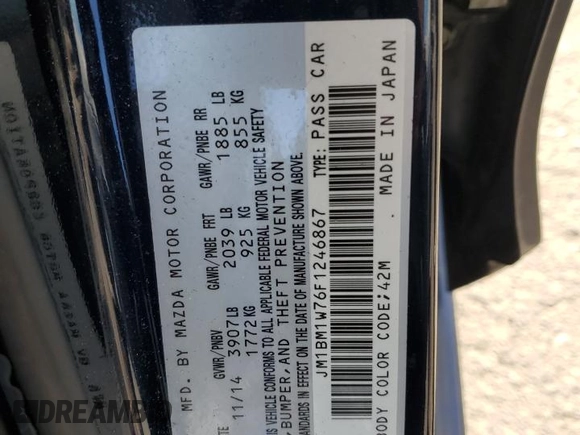 MFD. BY MAZDA MOTOR CORPORATION
GVWR/PNBV GAWR/PNBE FRT GAWR/PNBE RR
TE 11/14 3907LB 2039 LB 1885 LB
1772KG 925 KG 855 KG
IS VEHICLE CONFORMS TO ALL APPLICABLE FEDERAL MOTOR VEHICLE SAFETY
BUMPER, AND THEFT PREVENTION
ANDARDS IN EFFECT ON THE DATE OF MANUFACTURE SHOWN ABOVE.
JM1BM1W76F1246867 TYPE: PASS CAR
BODY COLOR CODE;42M MADE IN JAPAN